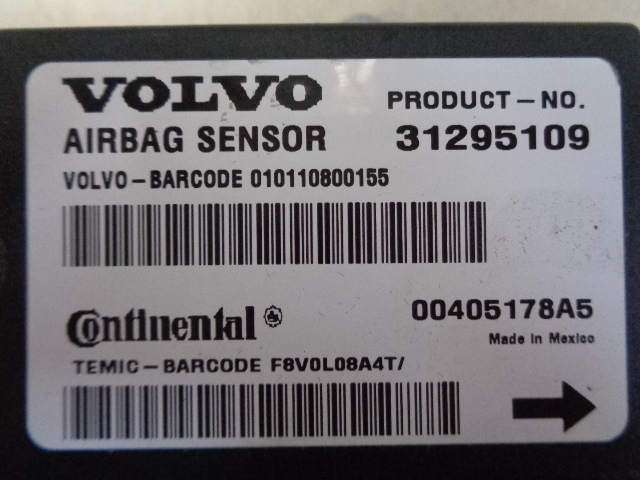 VOLVO
PRODUCT-NO.
AIRBAG SENSOR
31295109
VOLVO-BARCODE 010110800155
Continental
00405178A5
Made In Mexico
TEMIC-BARCODE F8V0L08A4T/